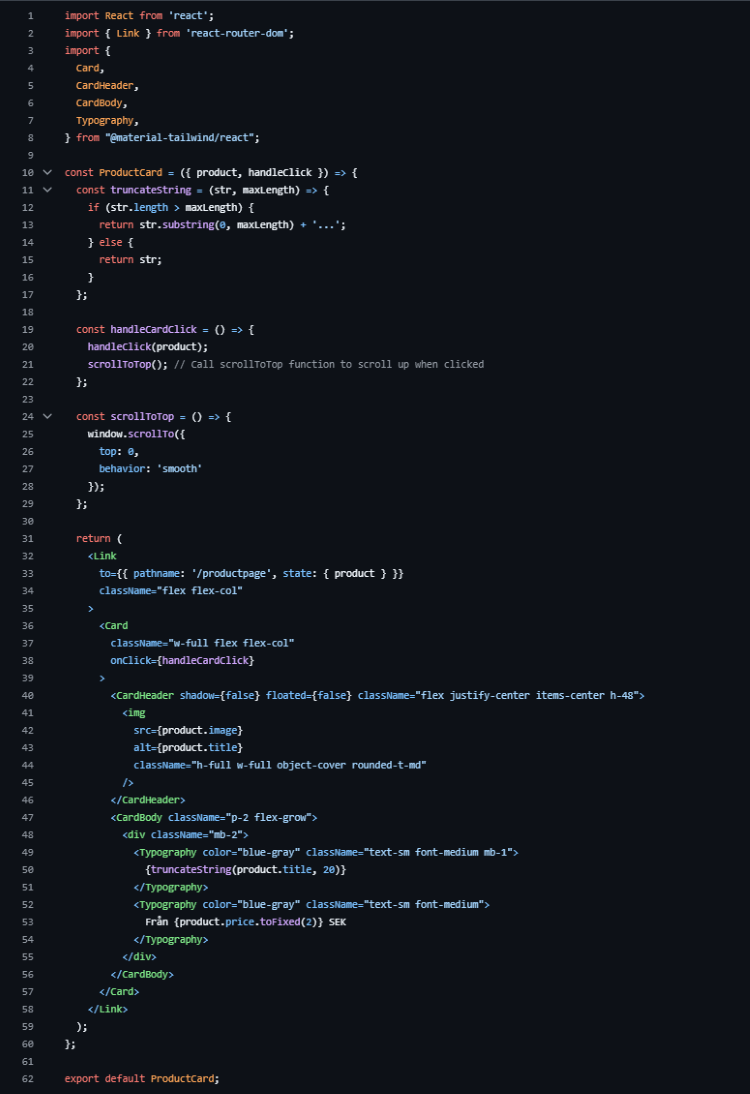 1 import React from 'react';
2 import { Link } from 'react-router-dom';
3 import {
4 Card,
5 CardHeader,
6 CardBody,
7 Typography,
8 } from "@material-tailwind/react";
9
10 const ProductCard = ({ product, handleClick }) => {
11 const truncateString = (str, maxLength) => {
12 if (str.length > maxLength) {
13 return str.substring(0, maxLength) + '...';
14 } else {
15 return str;
16 }
17 };
18
19 const handleCardClick = () => {
20 handleClick(product);
21 scrollToTop(); // Call scrollToTop function to scroll up when clicked
22 };
23
24 const scrollToTop = () => {
25 window.scrollTo({
26 top: 0,
27 behavior: 'smooth'
28 });
29 };
30
31 return (
32 <Link
33 to={{ pathname: '/productpage', state: { product } }}
34 className="flex flex-col"
35 >
36 <Card
37 className="w-full flex flex-col"
38 onClick={handleCardClick}
39 >
40 <CardHeader shadow={false} floated={false} className="flex justify-center items-center h-48">
41 <img
42 src={product.image}
43 alt={product.title}
44 className="h-full w-full object-cover rounded-t-md"
45 />
46 </CardHeader>
47 <CardBody className="p-2 flex-grow">
48 <div className="mb-2">
49 <Typography color="blue-gray" className="text-sm font-medium mb-1">
50 {truncateString(product.title, 20)}
51 </Typography>
52 <Typography color="blue-gray" className="text-sm font-medium">
53 Från {product.price.toFixed(2)} SEK
54 </Typography>
55 </div>
56 </CardBody>
57 </Card>
58 </Link>
59 );
60 };
61
62 export default ProductCard;